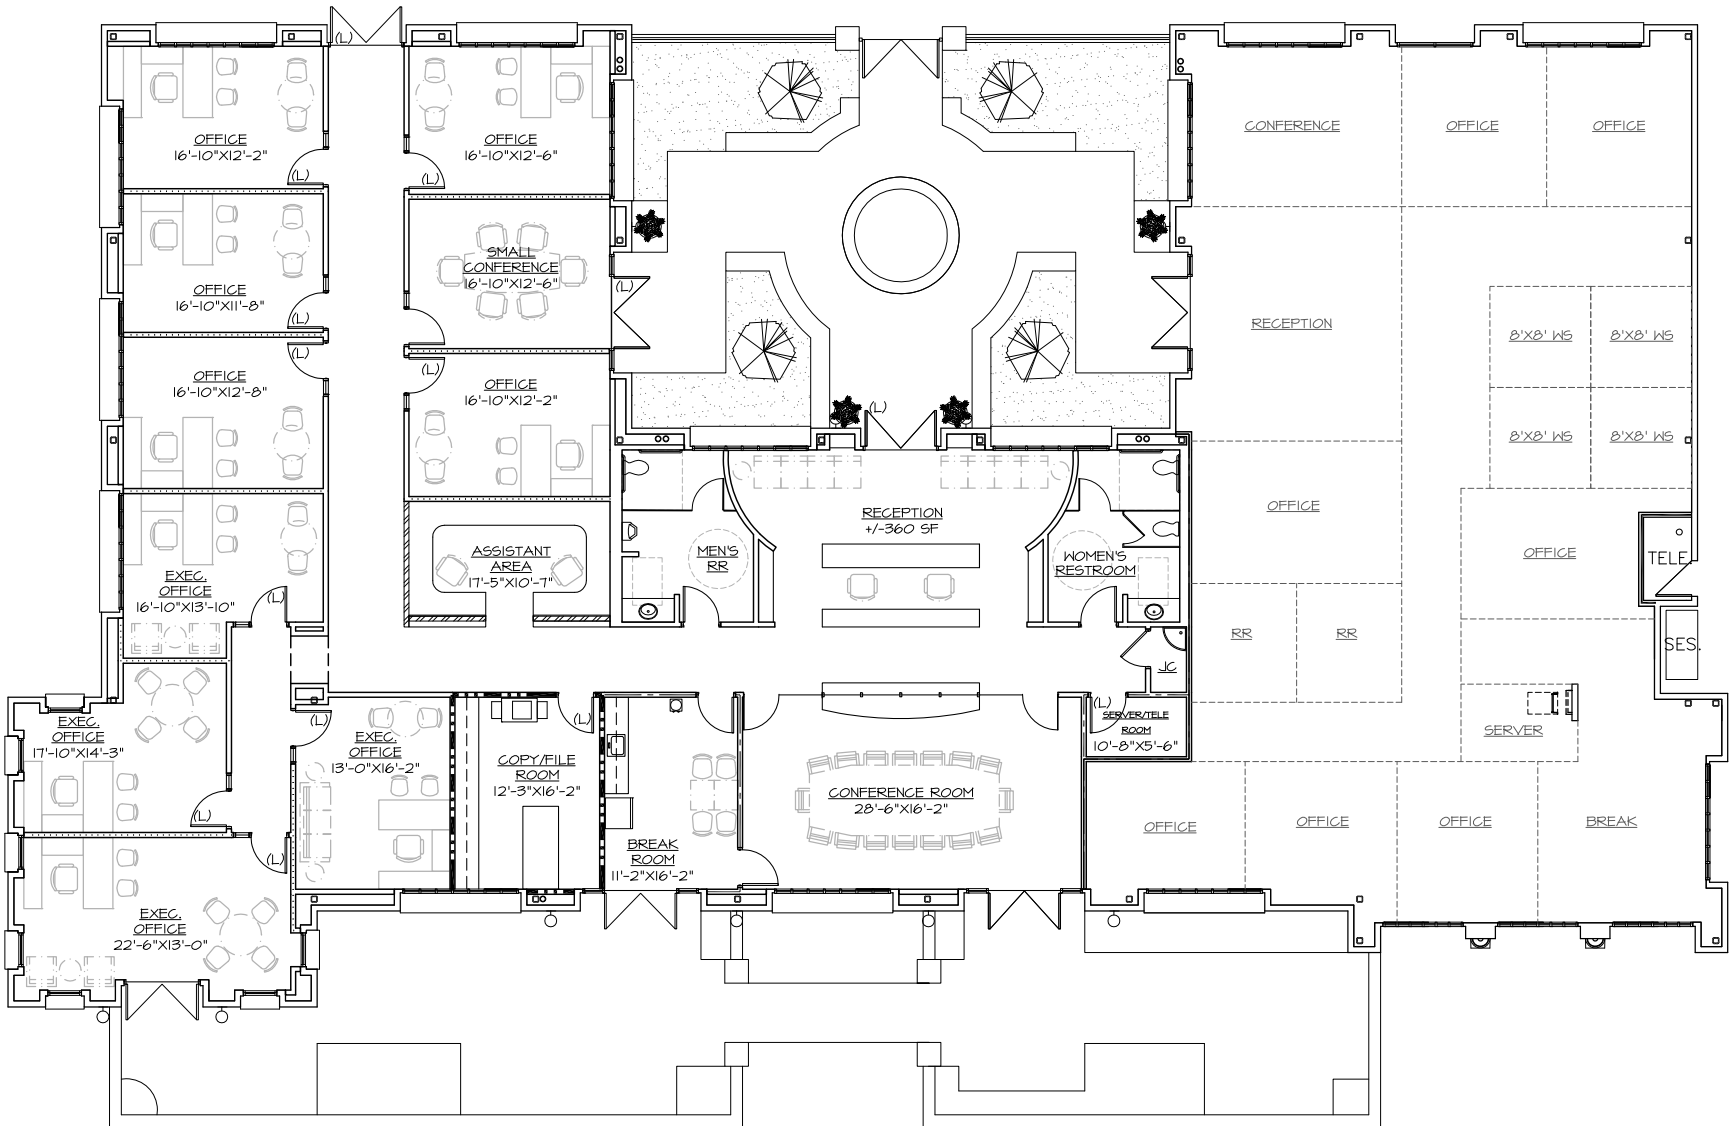 (L)
OFFICE
16'-10"X12'-2"
(L)
OFFICE
16'-10"X12'-6"
(L)
OFFICE
16'-10"X11'-8"
(L)
SMALL
CONFERENCE
16'-10"X12'-6"
(L)
OFFICE
16'-10"X12'-8"
(L)
OFFICE
16'-10"X12'-2"
(L)
EXEC.
OFFICE
16'-10"X13'-10"
(L)
ASSISTANT
AREA
17'-5"X10'-7"
MEN'S
RR
(L)
RECEPTION
+/-360 SF
WOMEN'S
RESTROOM
JC
EXEC.
OFFICE
17'-10"X14'-3"
(L)
EXEC.
OFFICE
13'-0"X16'-2"
(L)
COPY/FILE
ROOM
12'-3"X16'-2"
(L)
BREAK
ROOM
11'-2"X16'-2"
CONFERENCE ROOM
28'-6"X16'-2"
(L)
SERVER/TELE
ROOM
10'-8"X5'-6"
EXEC.
OFFICE
22'-6"X13'-0"
(L)
CONFERENCE
OFFICE
OFFICE
RECEPTION
8'X8' WS
8'X8' WS
8'X8' WS
8'X8' WS
OFFICE
OFFICE
TELE.
RR
RR
SES.
SERVER
OFFICE
OFFICE
OFFICE
BREAK